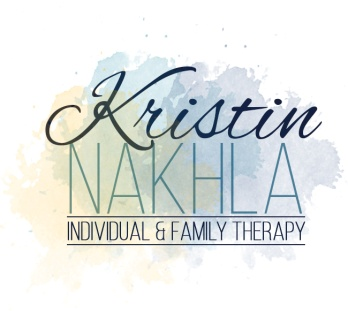 Kristin
NAKHLA
INDIVIDUAL & FAMILY THERAPY